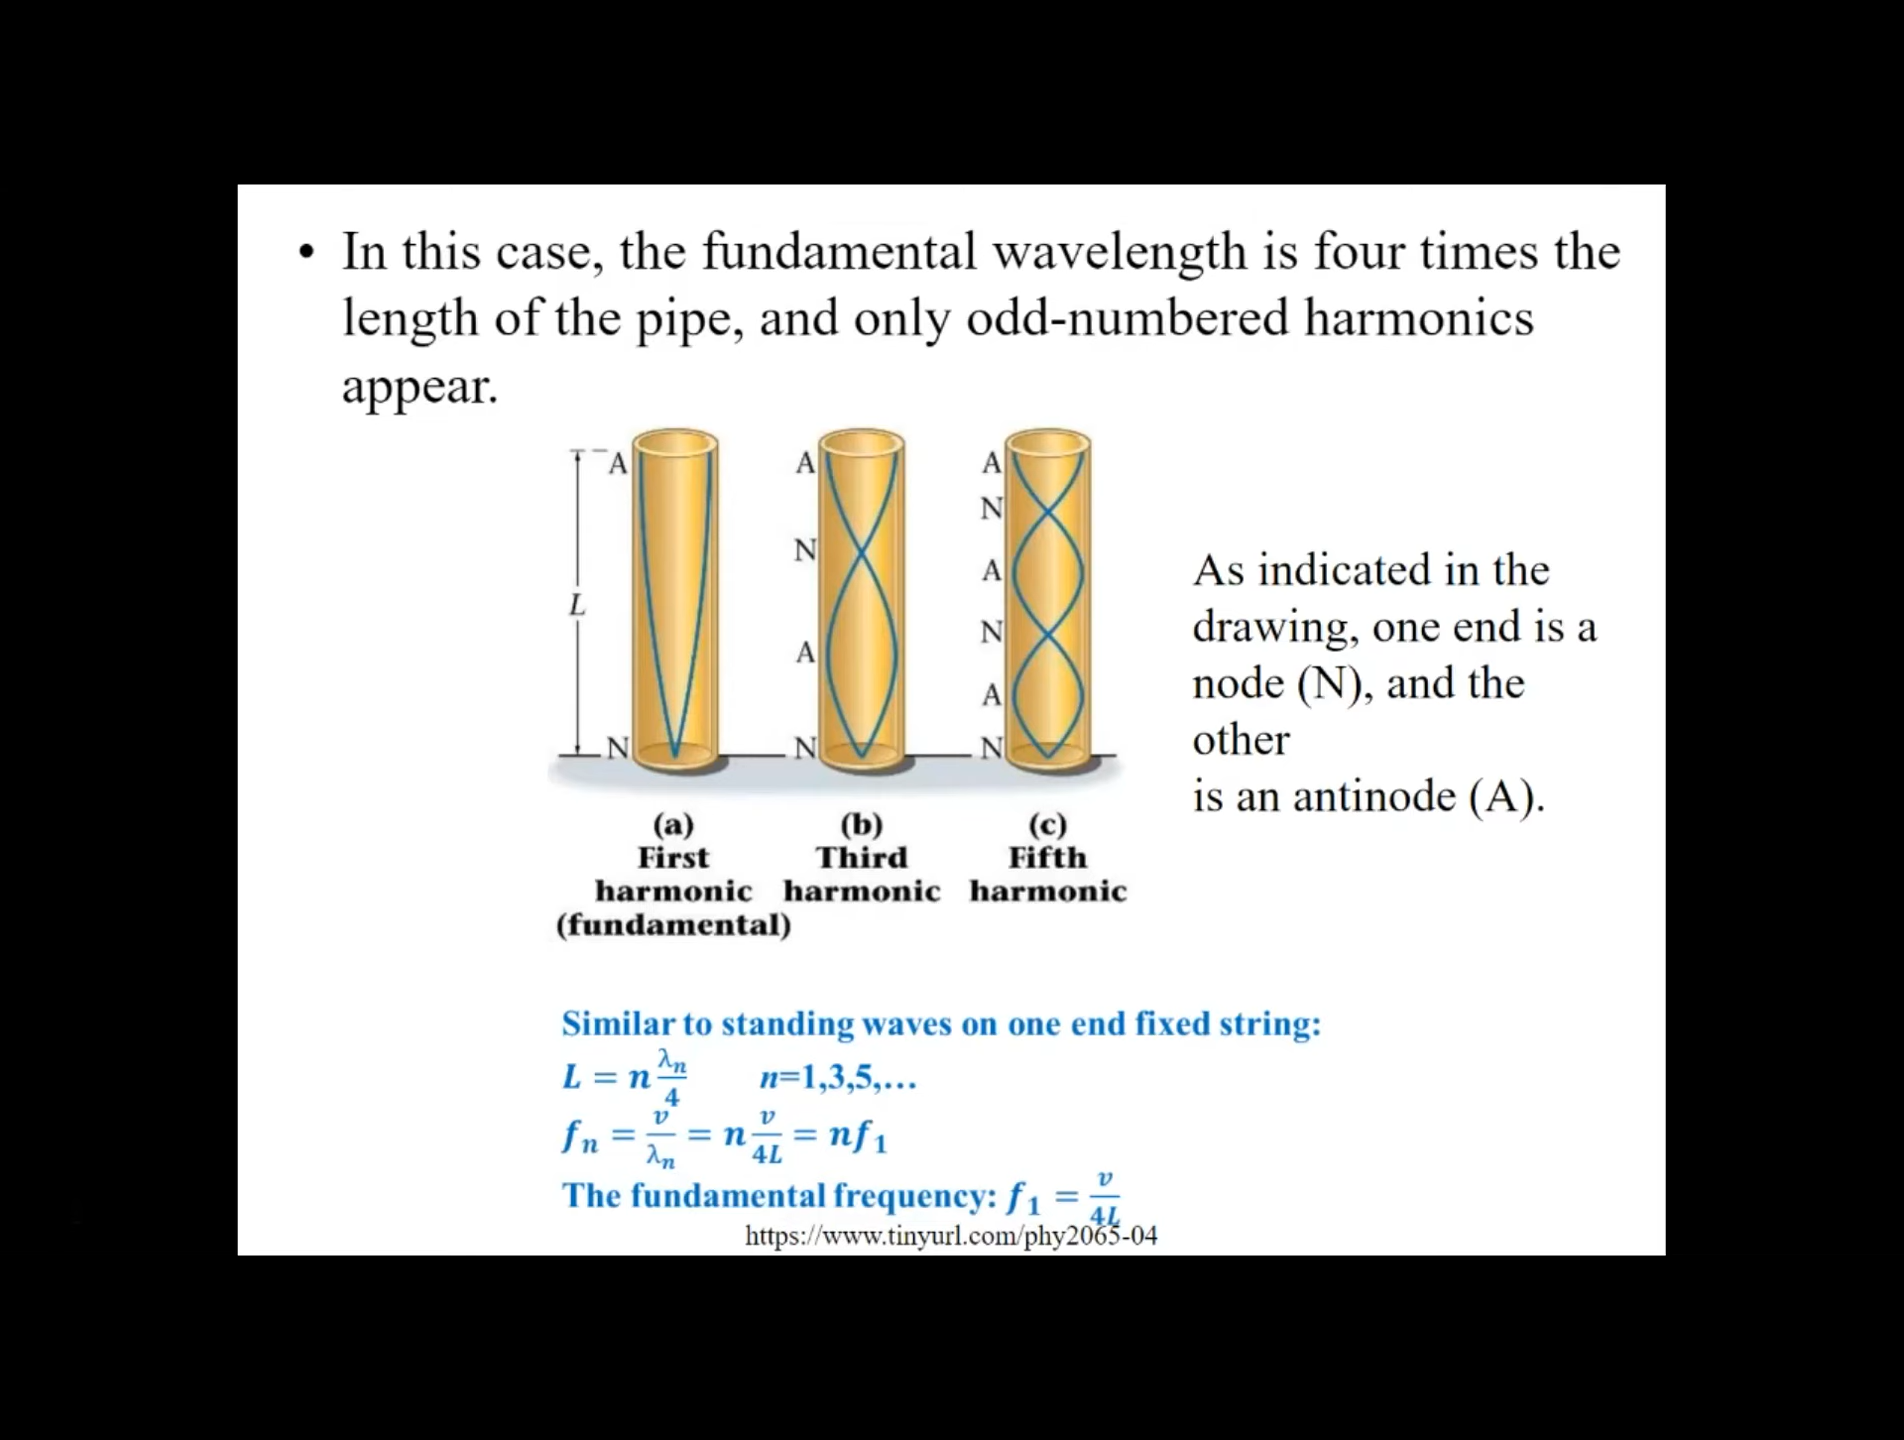 • In this case, the fundamental wavelength is four times the
length of the pipe, and only odd-numbered harmonics
appear.
A
L
N
A
N
A
N
A
N
A
N
A
N
As indicated in the
drawing, one end is a
node (N), and the
other
is an antinode (A).
(a)
First
harmonic
(fundamental)
(b)
Third
harmonic
(c)
Fifth
harmonic
Similar to standing waves on one end fixed string:
L = n λn/4 n=1,3,5,...
fn = v/λn = n v/4L = nf1
The fundamental frequency: f1 = v/4L
https://www.tinyurl.com/phy2065-04